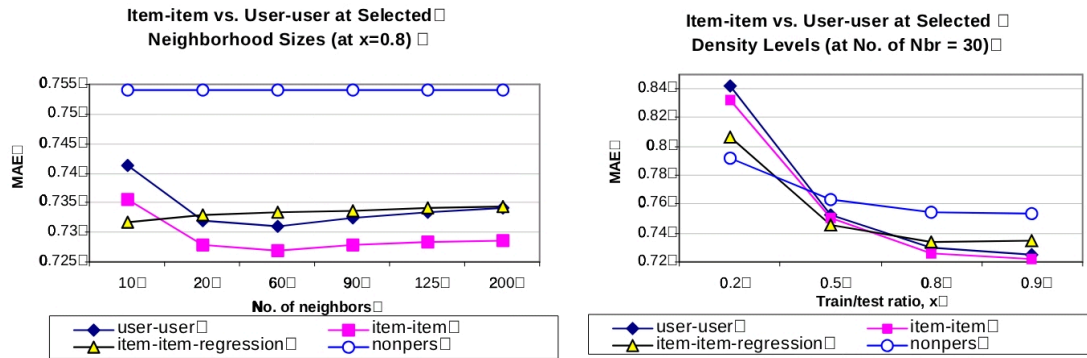 Item-item vs. User-user at Selected
Neighborhood Sizes (at x=0.8)
0.755
0.75
0.745
0.74
0.735
0.73
0.725
MAE
10 20 60 90 125 200
No. of neighbors
user-user item-item
item-item-regression nonpers
Item-item vs. User-user at Selected
Density Levels (at No. of Nbr = 30)
0.84
0.82
0.8
0.78
0.76
0.74
0.72
MAE
0.2 0.5 0.8 0.9
Train/test ratio, x
user-user item-item
item-item-regression nonpers